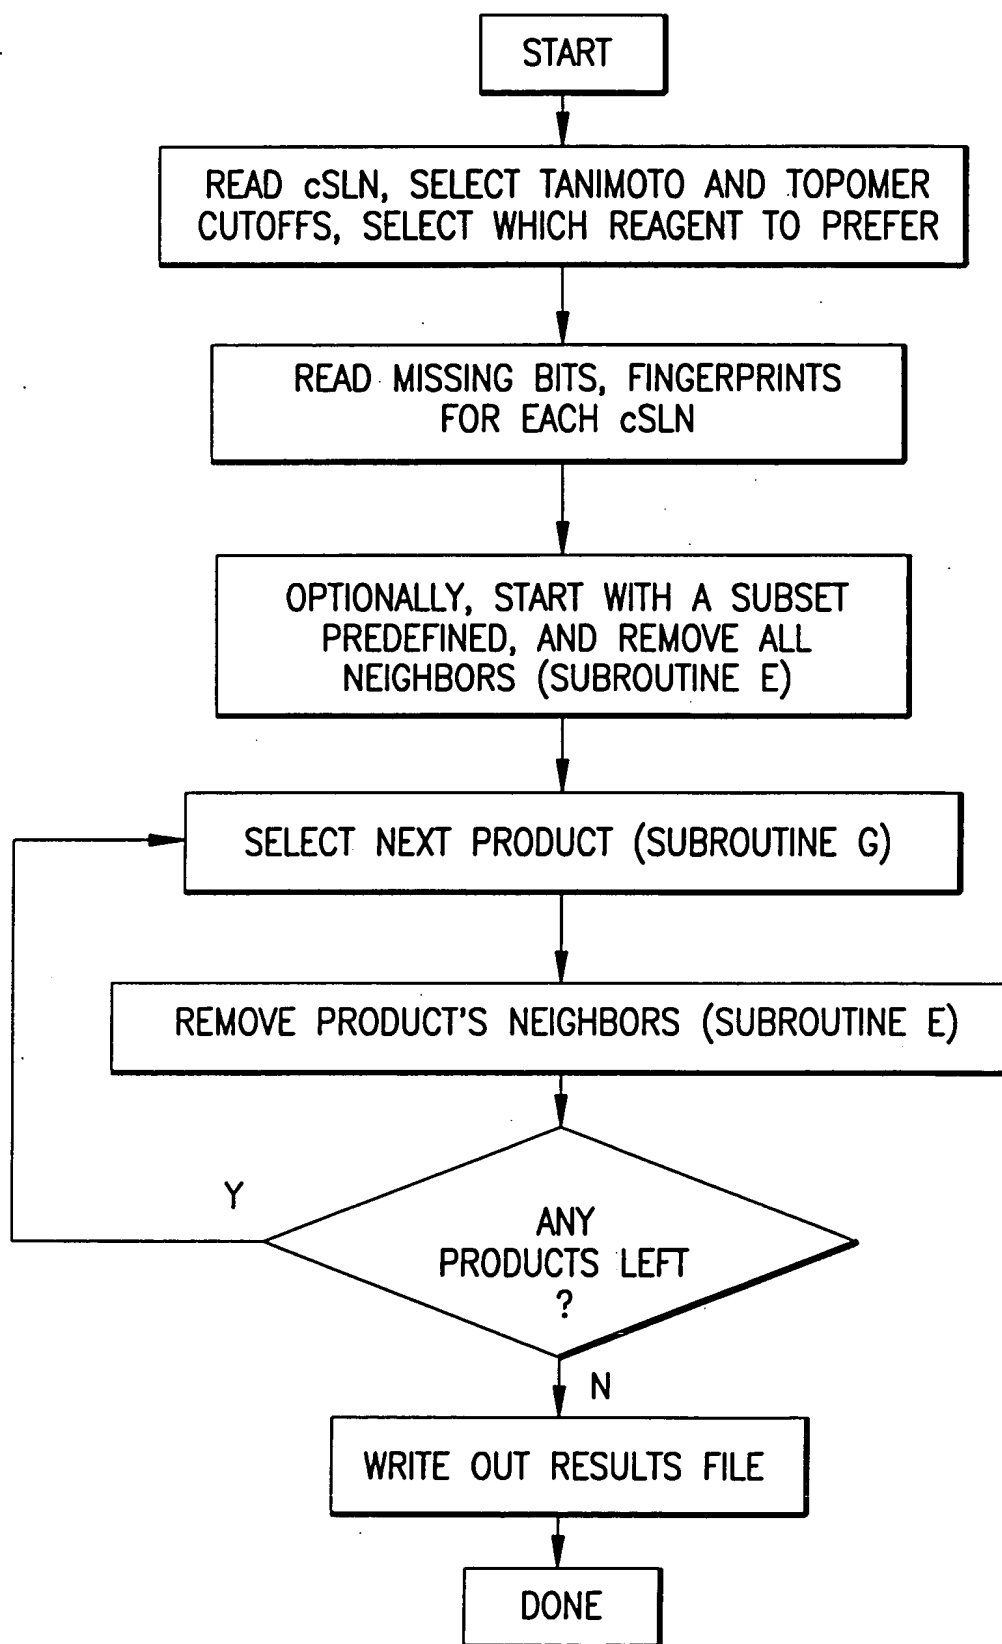 START
READ cSLN, SELECT TANIMOTO AND TOPOMER
CUTOFFS, SELECT WHICH REAGENT TO PREFER
READ MISSING BITS, FINGERPRINTS
FOR EACH cSLN
OPTIONALLY, START WITH A SUBSET
PREDEFINED, AND REMOVE ALL
NEIGHBORS (SUBROUTINE E)
SELECT NEXT PRODUCT (SUBROUTINE G)
REMOVE PRODUCT'S NEIGHBORS (SUBROUTINE E)
Y
ANY
PRODUCTS LEFT
?
N
WRITE OUT RESULTS FILE
DONE